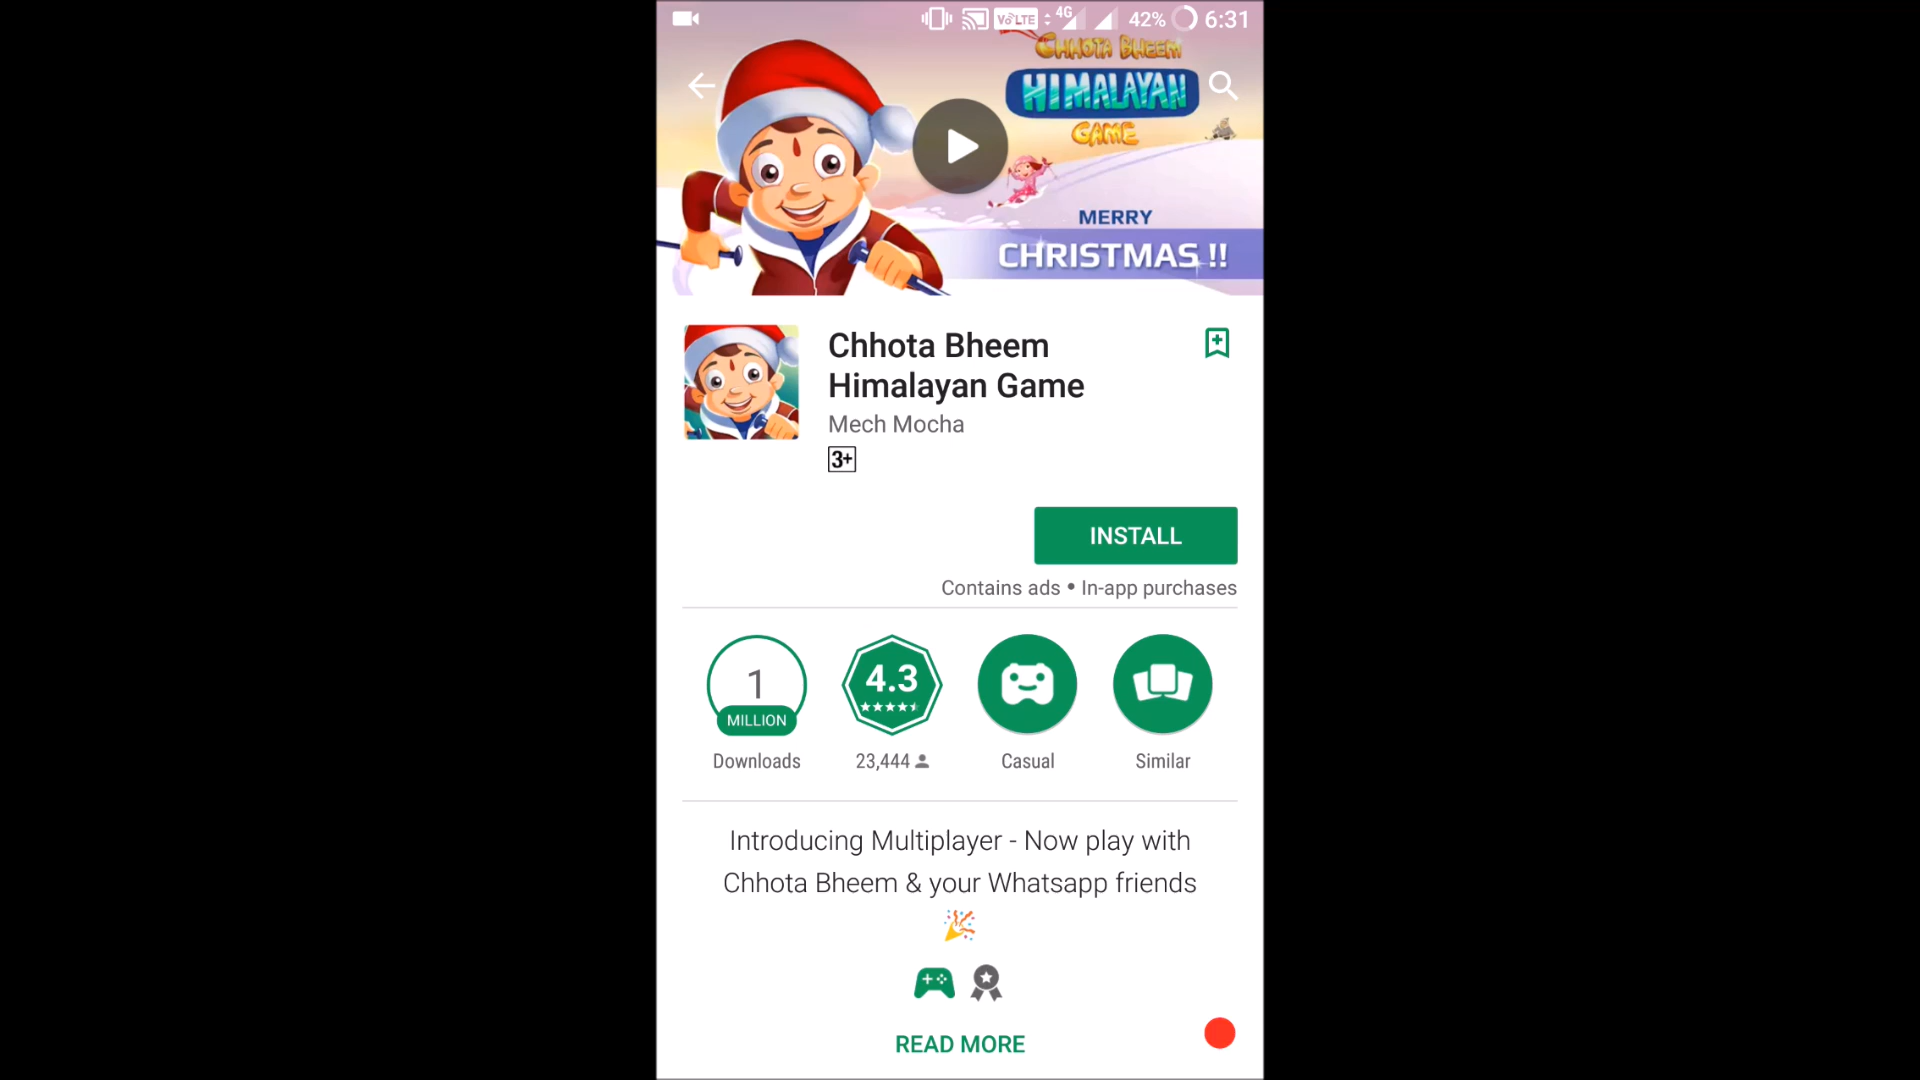 VoLTE 4G 42% 6:31
CHHOTA BHEEM
HIMALAYAN
GAME
MERRY
CHRISTMAS !!
Chhota Bheem
Himalayan Game
Mech Mocha
3+
INSTALL
Contains ads • In-app purchases
1
MILLION
Downloads
4.3
23,444
Casual
Similar
Introducing Multiplayer - Now play with
Chhota Bheem & your Whatsapp friends
🎉
READ MORE